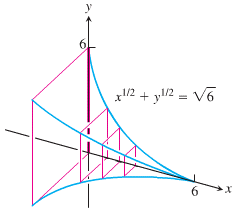 y
6
x^{1/2} + y^{1/2} = √6
6
x